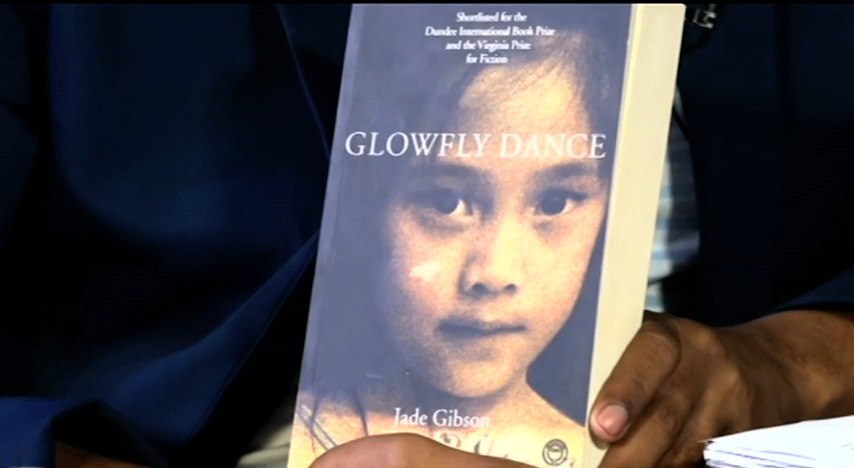 Shortlisted for the
Dundee International Book Prize
and the Virginia Prize
for Fiction
GLOWFLY DANCE
Jade Gibson